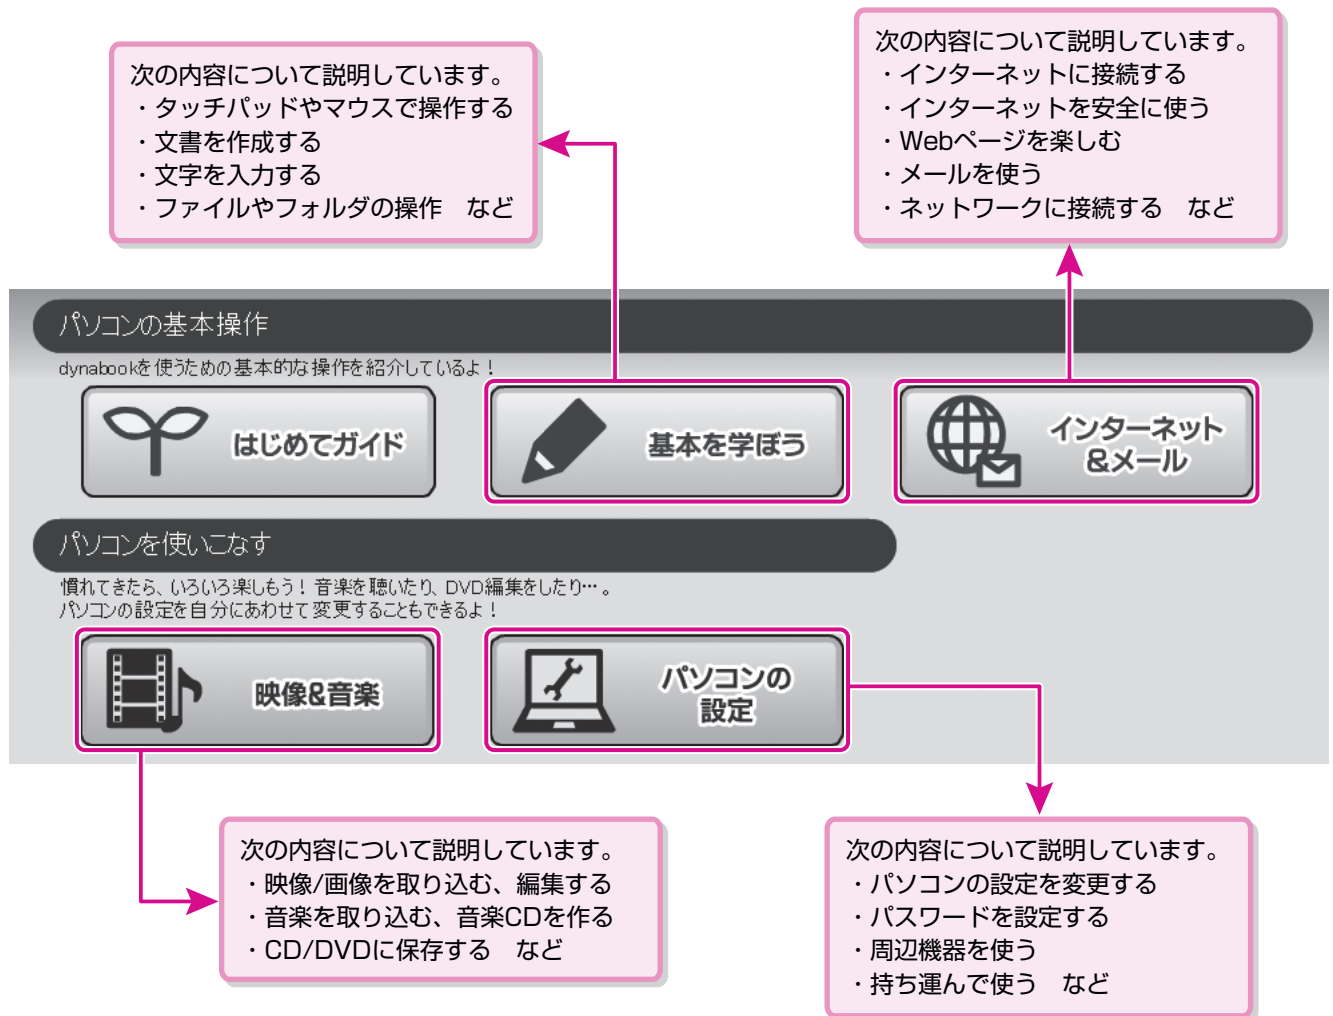 次の内容について説明しています。
・タッチパッドやマウスで操作する
・文書を作成する
・文字を入力する
・ファイルやフォルダの操作　など
次の内容について説明しています。
・インターネットに接続する
・インターネットを安全に使う
・Webページを楽しむ
・メールを使う
・ネットワークに接続する　など
パソコンの基本操作
dynabookを使うための基本的な操作を紹介しているよ！
はじめてガイド
基本を学ぼう
インターネット
&メール
パソコンを使いこなす
慣れてきたら、いろいろ楽しもう！音楽を聴いたり、DVD編集をしたり…。
パソコンの設定を自分にあわせて変更することもできるよ！
映像&音楽
パソコンの
設定
次の内容について説明しています。
・映像/画像を取り込む、編集する
・音楽を取り込む、音楽CDを作る
・CD/DVDに保存する　など
次の内容について説明しています。
・パソコンの設定を変更する
・パスワードを設定する
・周辺機器を使う
・持ち運んで使う　など